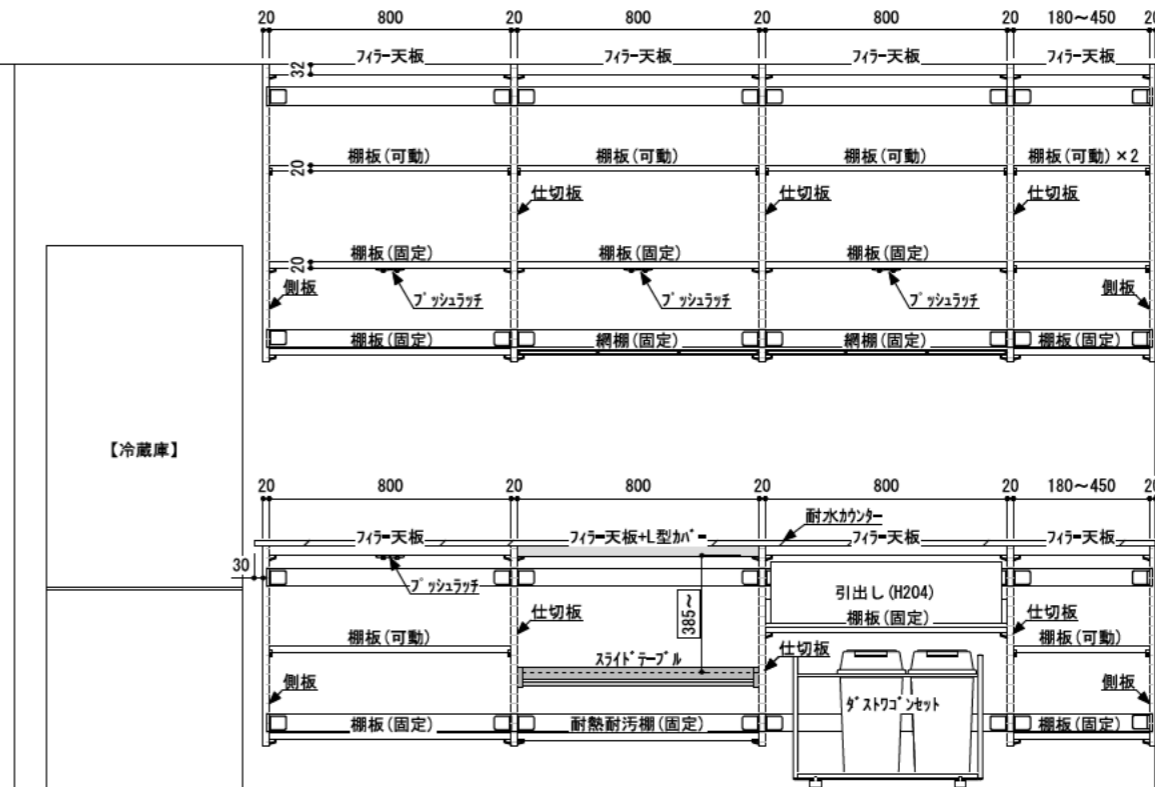 20 800 20 800 20 800 20 180～450 20
フィラー天板 フィラー天板 フィラー天板 フィラー天板
32
棚板(可動) 棚板(可動) 棚板(可動) 棚板(可動)×2
20
仕切板 仕切板 仕切板
棚板(固定) 棚板(固定) 棚板(固定)
20
側板 プッシュラッチ プッシュラッチ プッシュラッチ 側板
棚板(固定) 網棚(固定) 網棚(固定) 棚板(固定)
【冷蔵庫】
20 800 20 800 20 800 20 180～450 20
耐水カウンター
フィラー天板 フィラー天板+L型カバー フィラー天板 フィラー天板
30
プッシュラッチ
引出し(H204)
385～
仕切板 棚板(固定) 仕切板
棚板(可動) 棚板(可動)
スライドテーブル 仕切板
側板 側板
ダストワゴンセット
棚板(固定) 耐熱耐汚棚(固定) 棚板(固定)